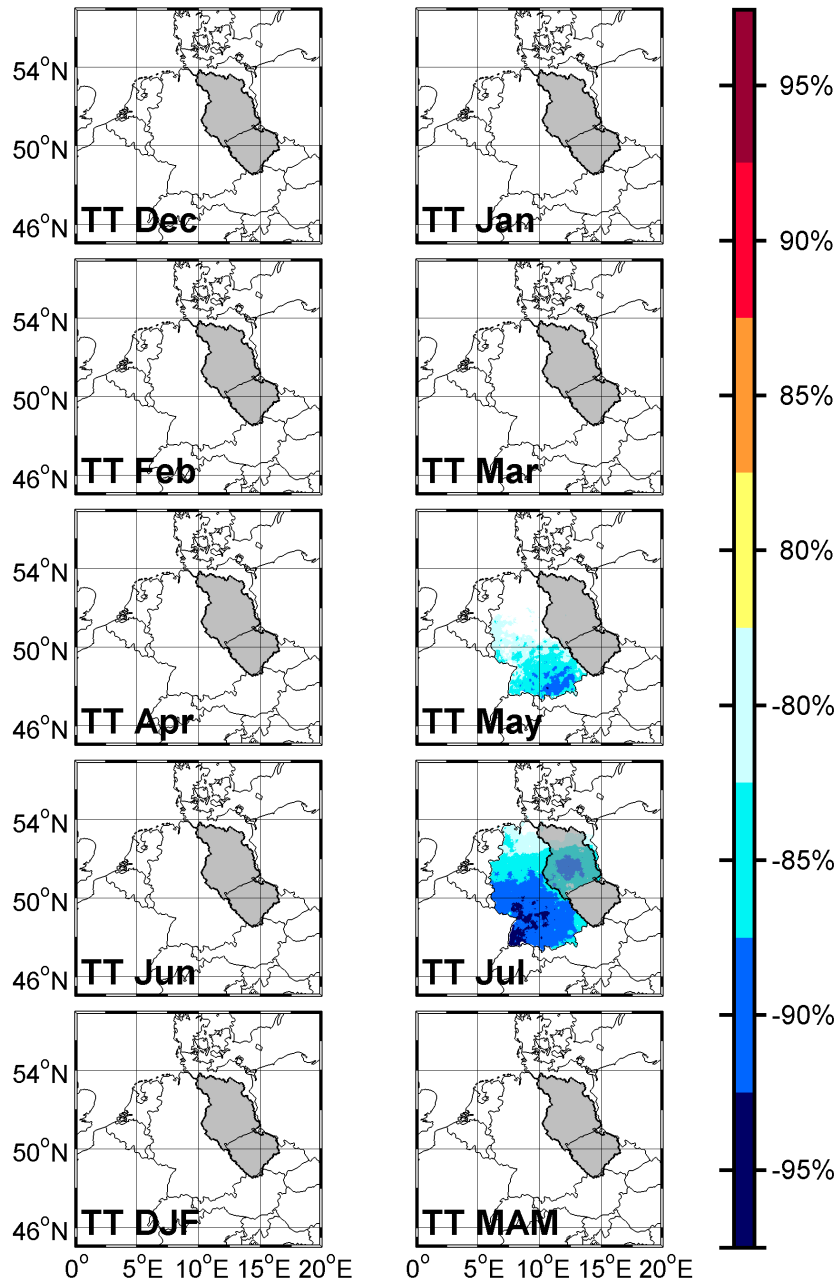 54°N
50°N
46°N
TT Dec
TT Jan
54°N
50°N
46°N
TT Feb
TT Mar
54°N
50°N
46°N
TT Apr
TT May
54°N
50°N
46°N
TT Jun
TT Jul
54°N
50°N
46°N
TT DJF
TT MAM
0° 5°E 10°E 15°E 20°E
0° 5°E 10°E 15°E 20°E
95%
90%
85%
80%
-80%
-85%
-90%
-95%